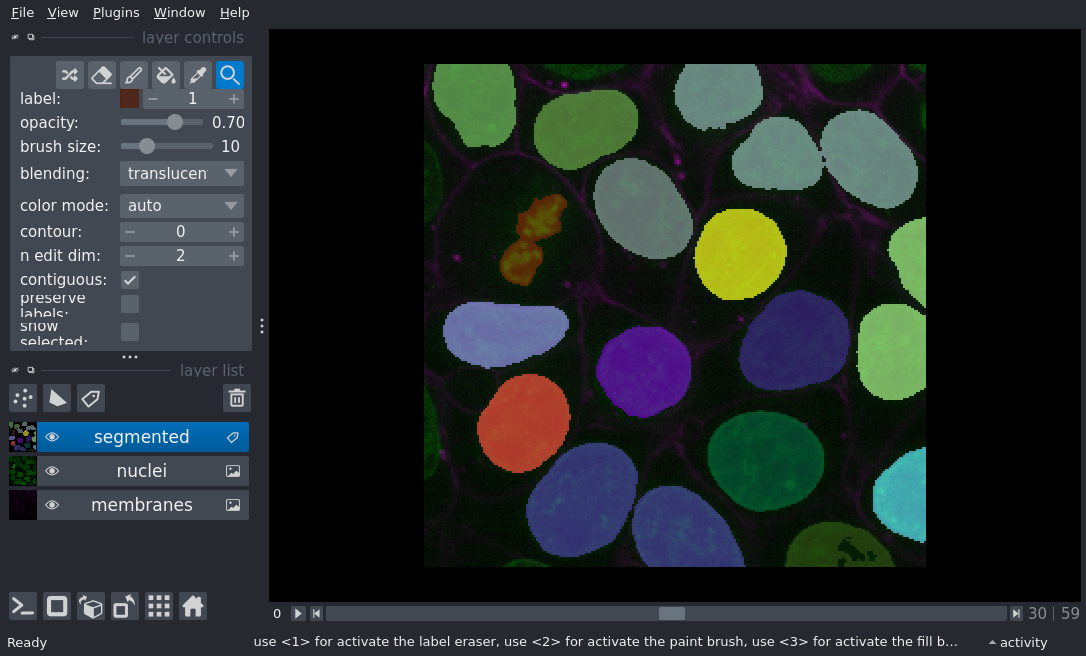 File View Plugins Window Help
layer controls
label: 1
opacity: 0.70
brush size: 10
blending: translucen
color mode: auto
contour: 0
n edit dim: 2
contiguous:
preserve
labels:
show
selected:
layer list
segmented
nuclei
membranes
0 30 59
Ready use <1> for activate the label eraser, use <2> for activate the paint brush, use <3> for activate the fill b... activity